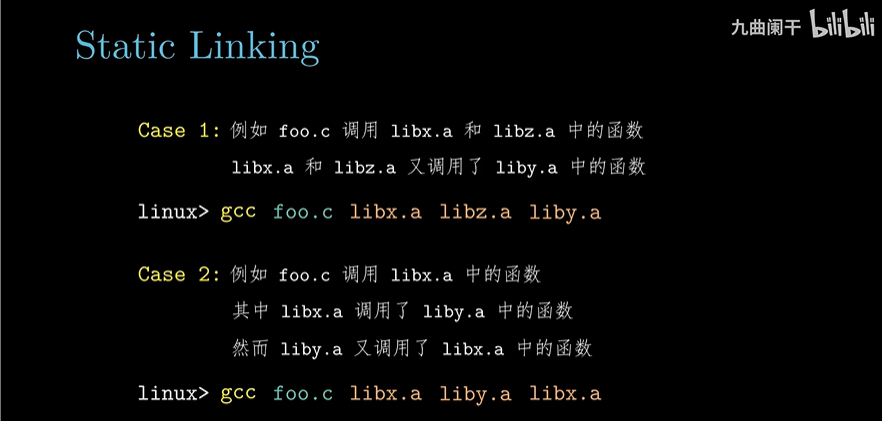 九曲阑干 bilibili
Static Linking
Case 1: 例如 foo.c 调用 libx.a 和 libz.a 中的函数
libx.a 和 libz.a 又调用了 liby.a 中的函数
linux> gcc foo.c libx.a libz.a liby.a
Case 2: 例如 foo.c 调用 libx.a 中的函数
其中 libx.a 调用了 liby.a 中的函数
然而 liby.a 又调用了 libx.a 中的函数
linux> gcc foo.c libx.a liby.a libx.a